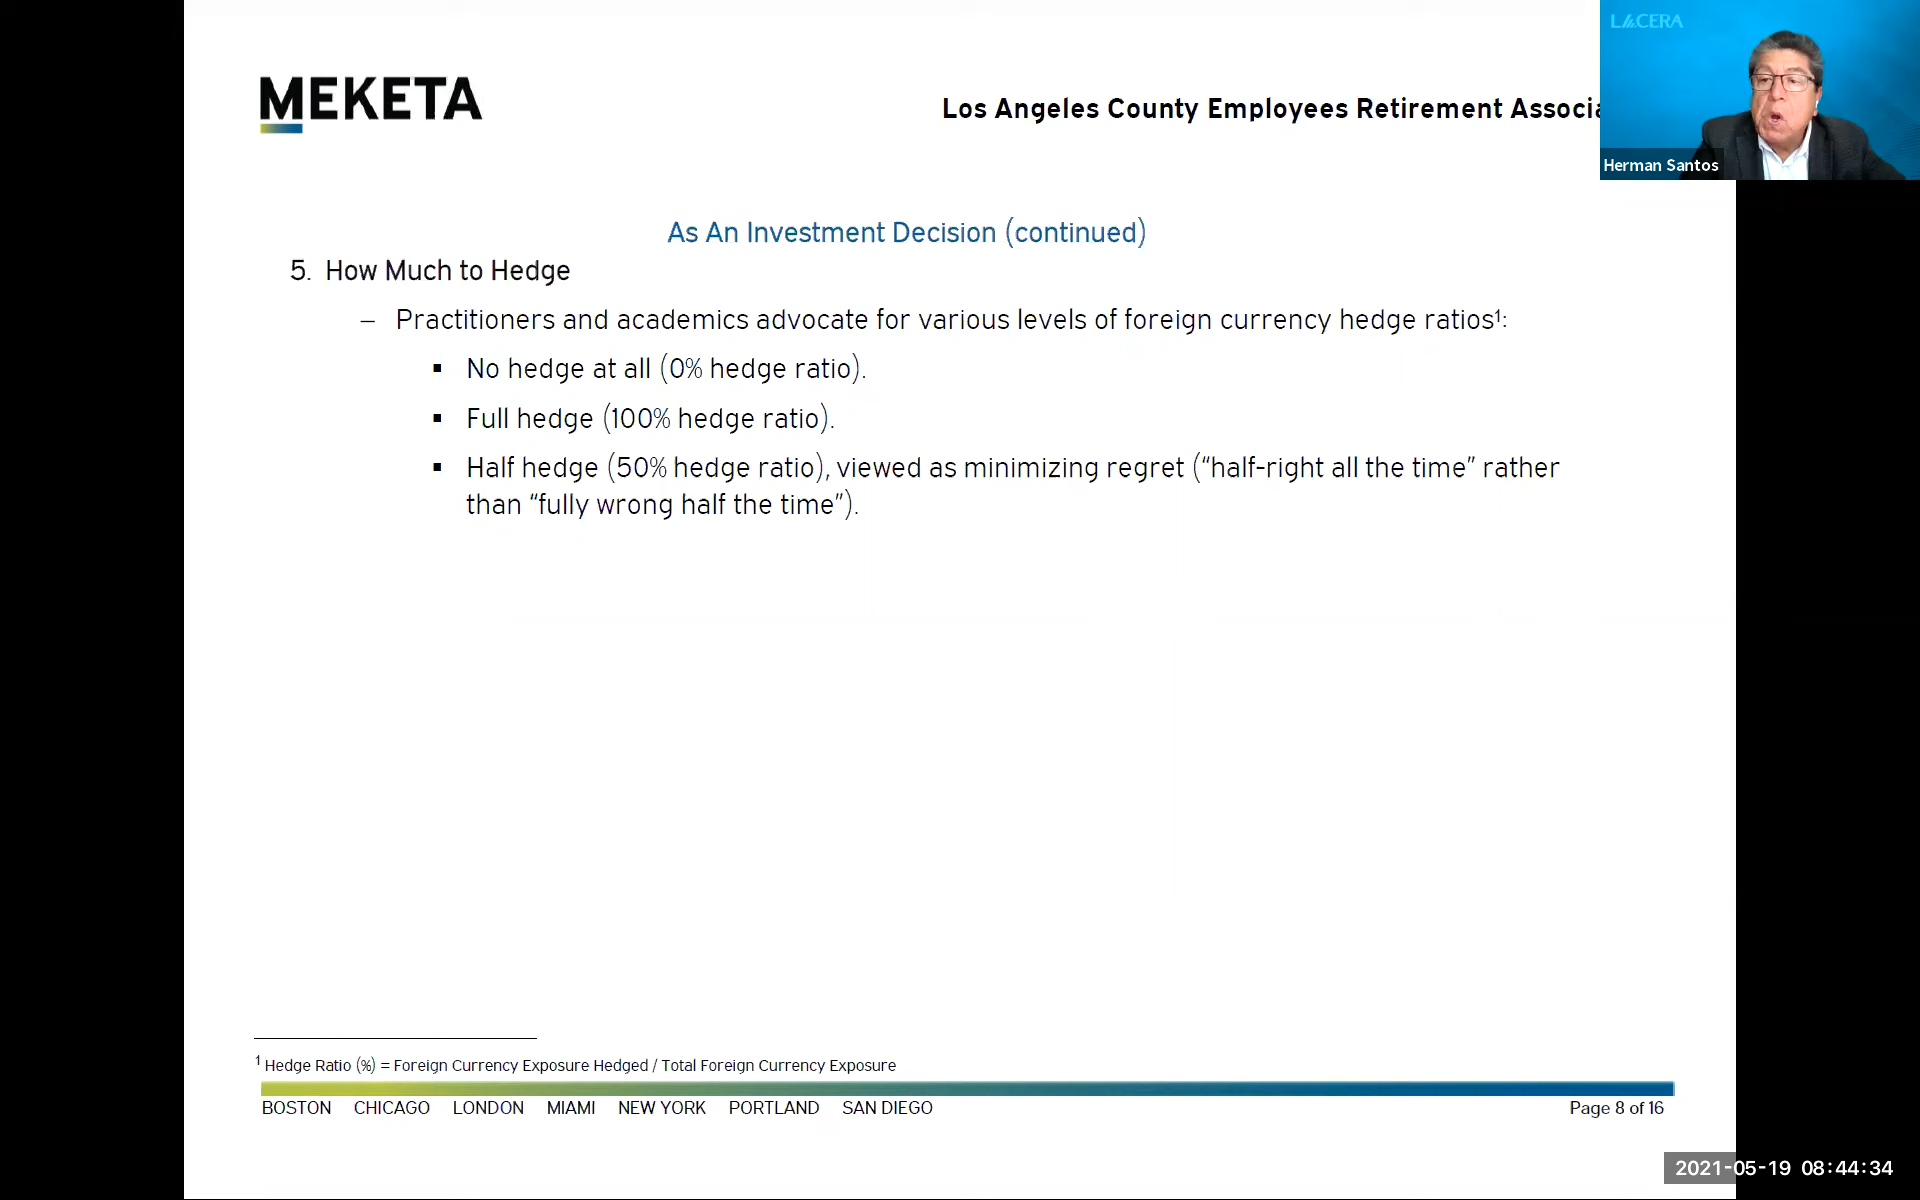 MEKETA
Los Angeles County Employees Retirement Associa
LACERA
Herman Santos
As An Investment Decision (continued)
5. How Much to Hedge
– Practitioners and academics advocate for various levels of foreign currency hedge ratios¹:
▪ No hedge at all (0% hedge ratio).
▪ Full hedge (100% hedge ratio).
▪ Half hedge (50% hedge ratio), viewed as minimizing regret (“half-right all the time” rather
than “fully wrong half the time”).
¹ Hedge Ratio (%) = Foreign Currency Exposure Hedged / Total Foreign Currency Exposure
BOSTON CHICAGO LONDON MIAMI NEW YORK PORTLAND SAN DIEGO
Page 8 of 16
2021-05-19 08:44:34